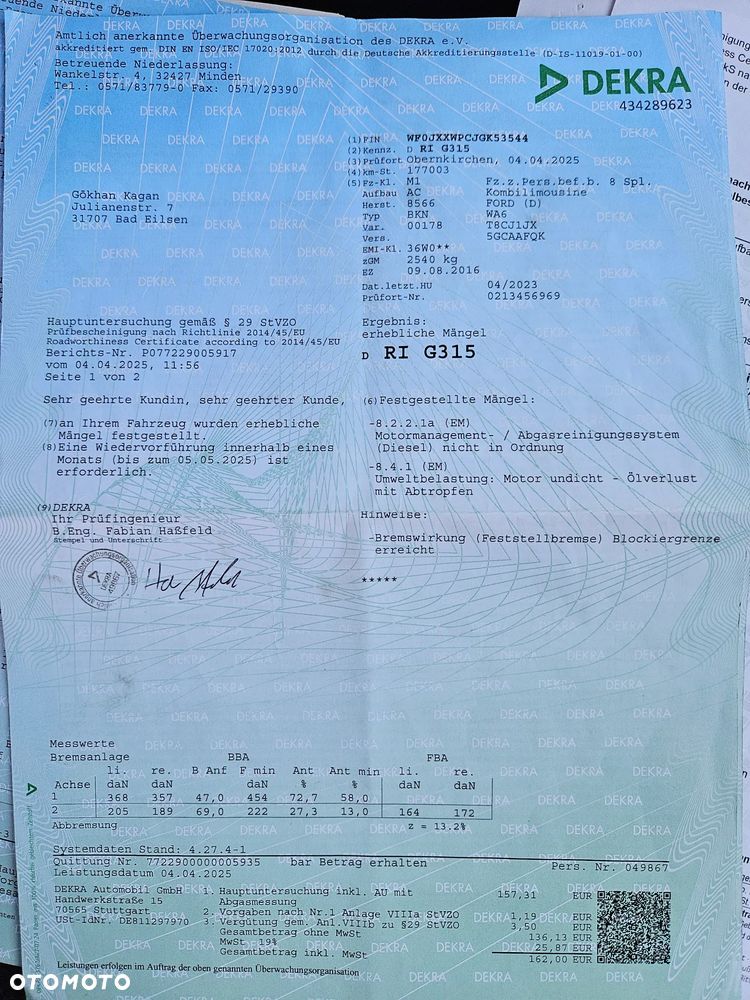 Amtlich anerkannte Überwachungsorganisation des DEKRA e.V.
akkreditiert gem. DIN EN ISO/IEC 17020:2012 durch die Deutsche Akkreditierungsstelle (D-IS-11019-01-00)
Betreuende Niederlassung:
Wankelstr. 4, 32427 Minden
Tel.: 0571/83779-0 Fax: 0571/29390
DEKRA
434289623
(1) FIN WF0JXXWPCJGK53544
(2) Kennz. D RI G315
(3) Prüfort Obernkirchen, 04.04.2025
(4) km-St. 177003
(5) Fz-Kl. M1 Fz.z.Pers.bef.b. 8 Spl.
Aufbau AC Kombilimousine
Herst. 8566 FORD (D)
Typ BKN WA6
Var. 00178 T8CJ1JX
Vers. 5GCAAFQK
EMI-Kl. 36W0**
zGM 2540 kg
EZ 09.08.2016
Dat.letzt.HU 04/2023
Prüfort-Nr. 0213456969
Gökhan Kagan
Julianenstr. 7
31707 Bad Eilsen
Hauptuntersuchung gemäß § 29 StVZO
Prüfbescheinigung nach Richtlinie 2014/45/EU
Roadworthiness Certificate according to 2014/45/EU
Berichts-Nr. P077229005917
vom 04.04.2025, 11:56
Seite 1 von 2
Ergebnis:
erhebliche Mängel
D RI G315
Sehr geehrte Kundin, sehr geehrter Kunde,
(7) an Ihrem Fahrzeug wurden erhebliche
Mängel festgestellt.
(8) Eine Wiedervorführung innerhalb eines
Monats (bis zum 05.05.2025) ist
erforderlich.
(9) DEKRA
Ihr Prüfingenieur
B.Eng. Fabian Haßfeld
Stempel und Unterschrift
(6) Festgestellte Mängel:
-8.2.2.1a (EM)
Motormanagement- / Abgasreinigungssystem
(Diesel) nicht in Ordnung
-8.4.1 (EM)
Umweltbelastung: Motor undicht - Ölverlust
mit Abtropfen
Hinweise:
-Bremswirkung (Feststellbremse) Blockiergrenze
erreicht
*****
Messwerte
Bremsanlage BBA FBA
li. re. B Anf F min Ant Ant min li. re.
Achse daN daN % daN % % daN daN
1 368 357 47,0 454 72,7 58,0
2 205 189 69,0 222 27,3 13,0 164 172
Abbremsung z = 13.2%
Systemdaten Stand: 4.27.4-1
Quittung Nr. 7722900000005935 bar Betrag erhalten Pers. Nr. 049867
Leistungsdatum 04.04.2025
DEKRA Automobil GmbH
Handwerkstraße 15
70565 Stuttgart
USt-IdNr. DE811297970
1. Hauptuntersuchung inkl. AU mit
Abgasmessung 157,31 EUR
2. Vorgaben nach Nr.1 Anlage VIIIa StVZO 1,19 EUR
3. Vergütung gem. Anl.VIIIb zu §29 StVZO 3,50 EUR
Gesamtbetrag ohne MwSt 136,13 EUR
MwSt 19% 25,87 EUR
Gesamtbetrag inkl. MwSt 162,00 EUR
Leistungen erfolgen im Auftrag der oben genannten Überwachungsorganisation
OTOMOTO